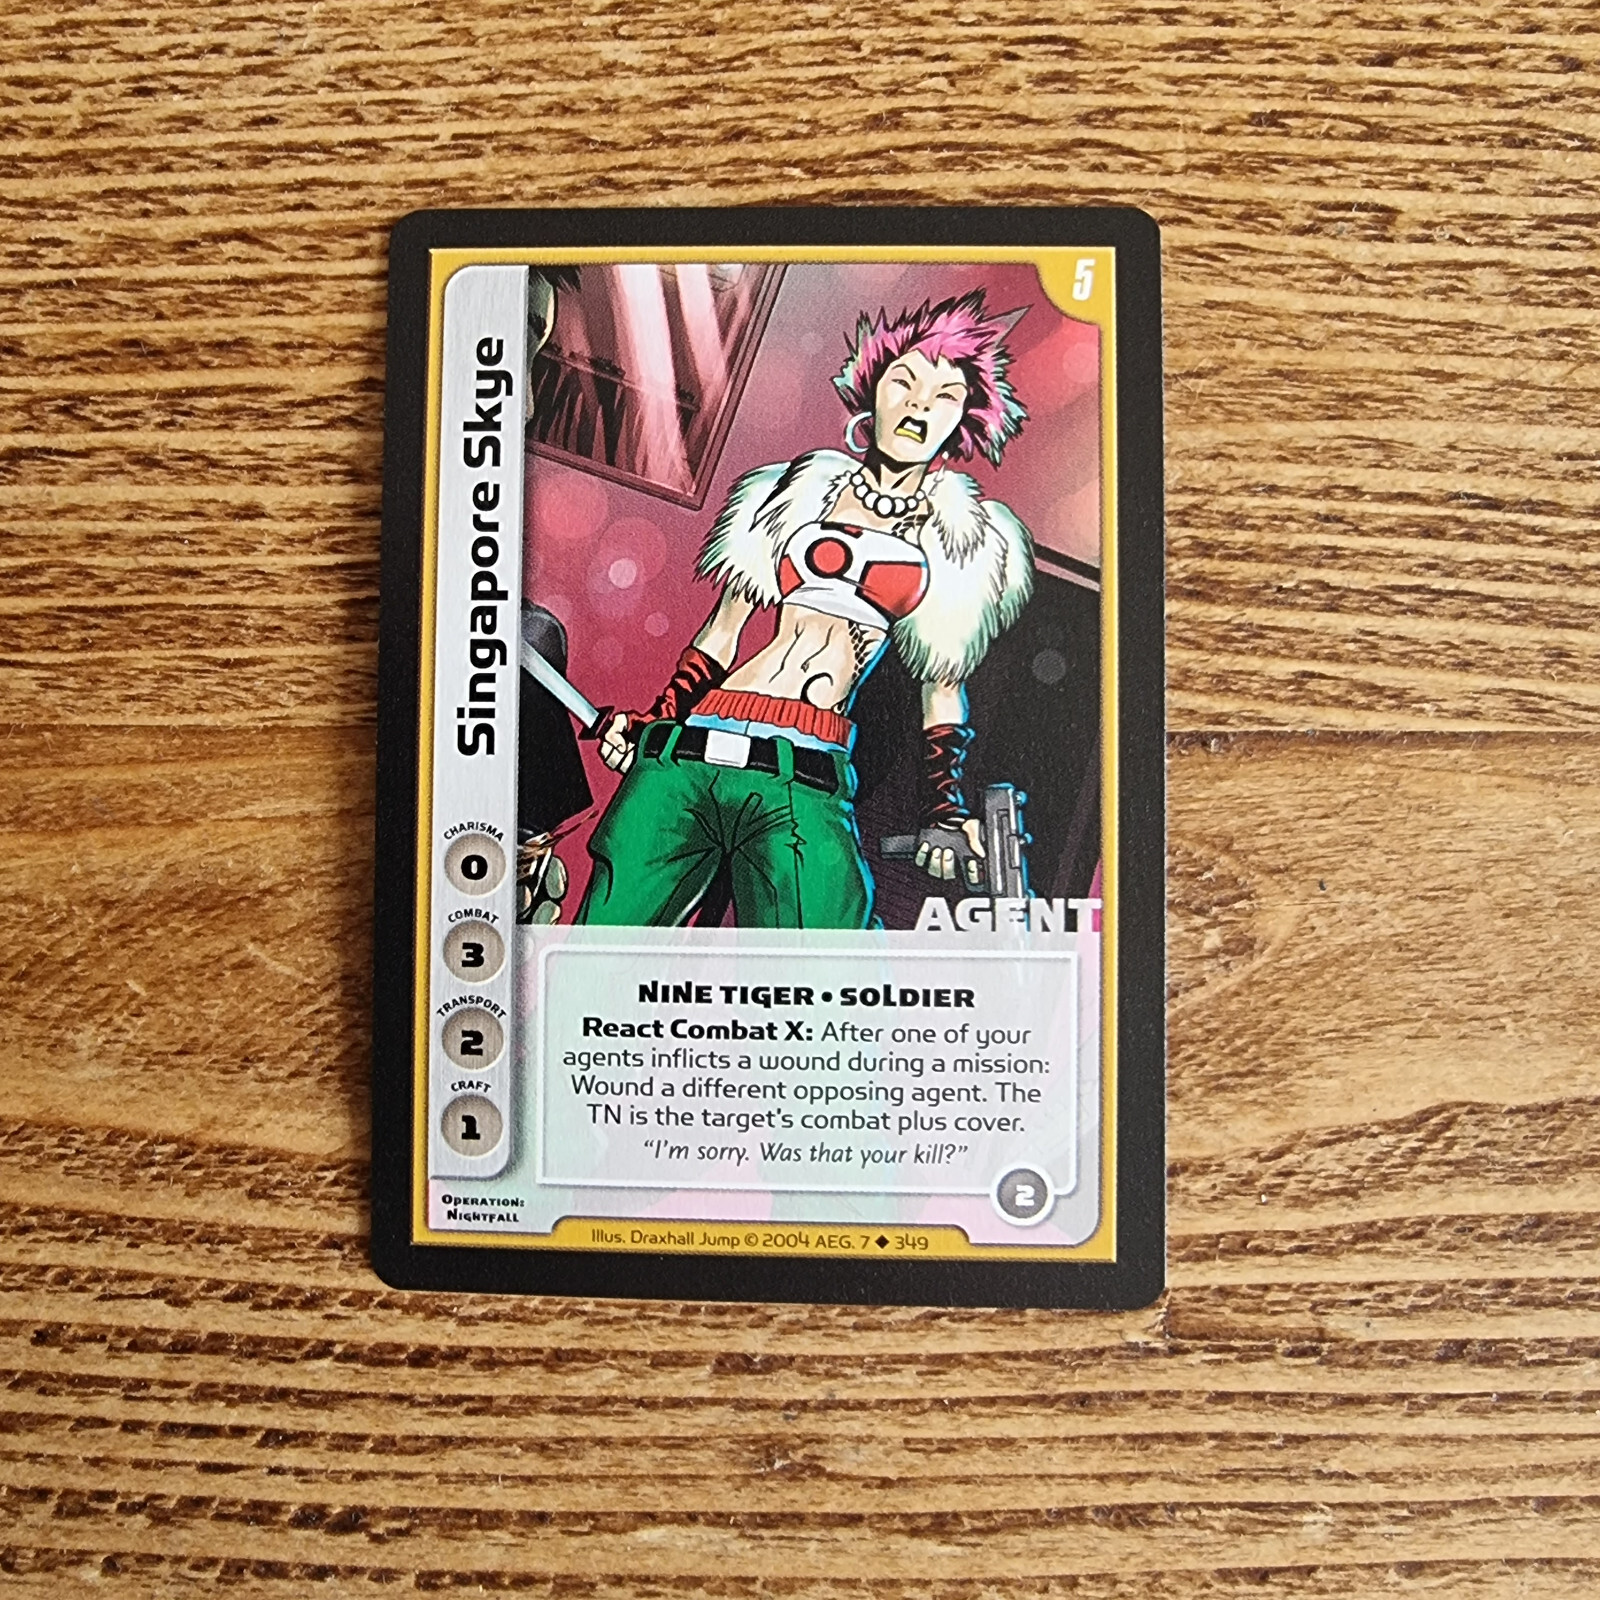 5
Singapore Skye
CHARISMA
0
COMBAT
3
TRANSPORT
2
CRAFT
1
AGENT
NINE TIGER • SOLDIER
React Combat X: After one of your
agents inflicts a wound during a mission:
Wound a different opposing agent. The
TN is the target's combat plus cover.
“I'm sorry. Was that your kill?”
2
OPERATION:
NIGHTFALL
Illus. Draxhall Jump © 2004 AEG. 7 ◆ 349